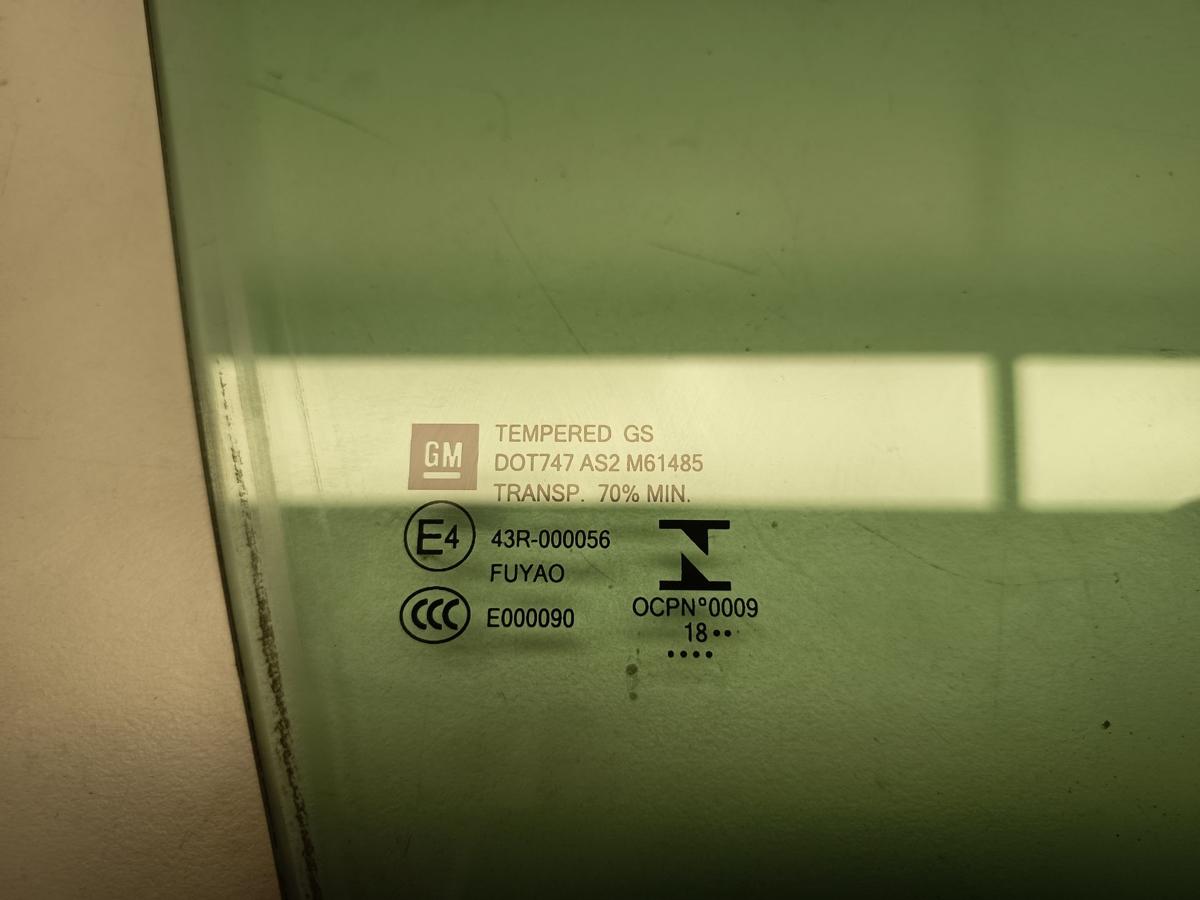 GM
TEMPERED GS
DOT747 AS2 M61485
TRANSP. 70% MIN.
E4
43R-000056
FUYAO
CCC
E000090
OCPN°0009
18••
••••